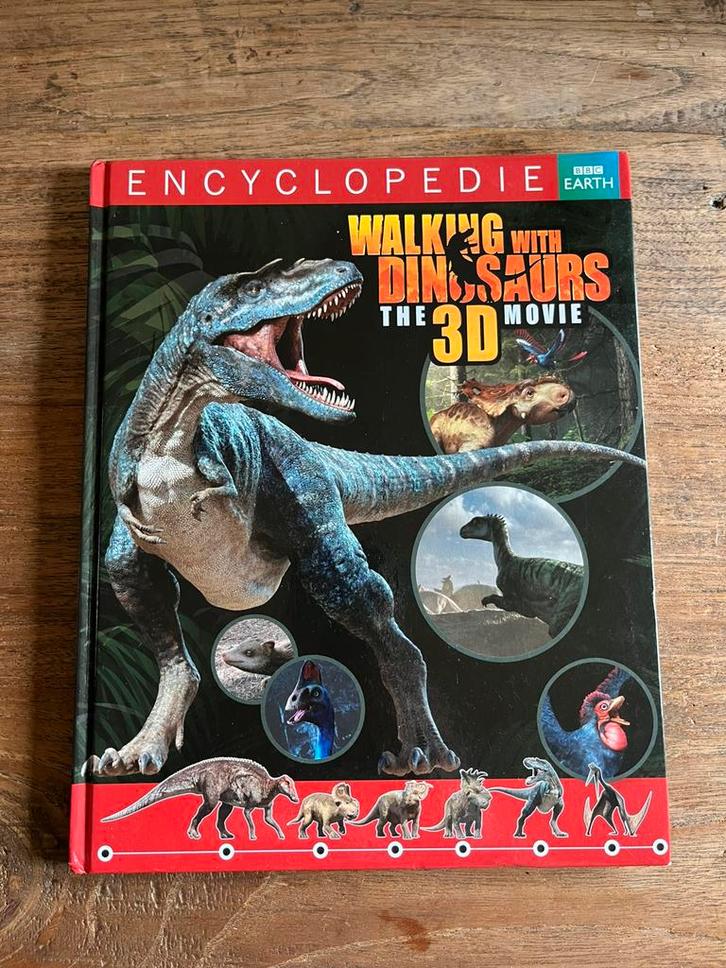 ENCYCLOPEDIE
BBC
EARTH
WALKING WITH
DINOSAURS
THE 3D MOVIE